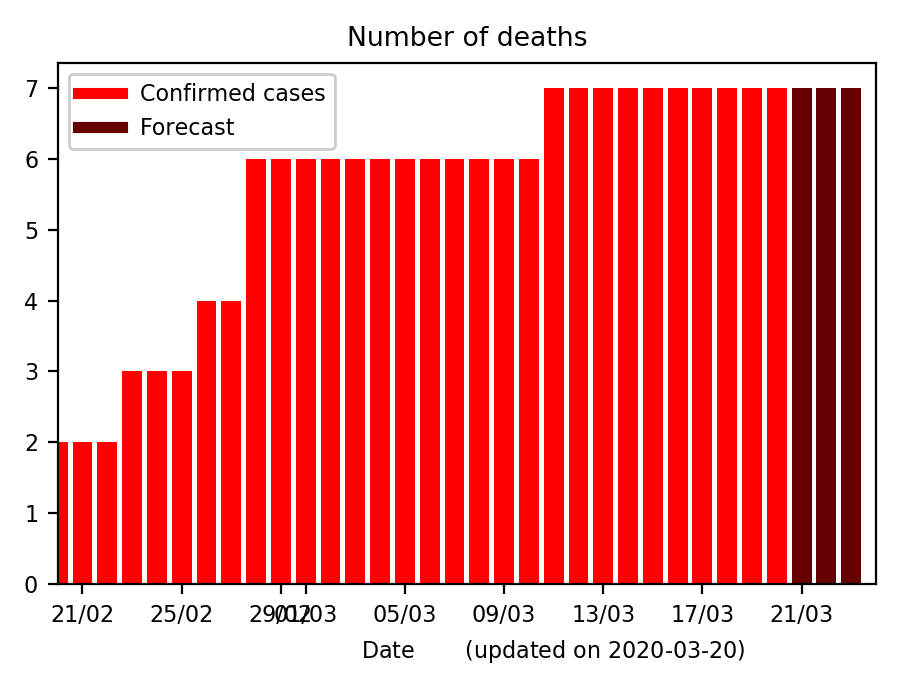 Number of deaths
Confirmed cases
Forecast
7
6
5
4
3
2
1
0
21/02 25/02 29/02 01/03 05/03 09/03 13/03 17/03 21/03
Date (updated on 2020-03-20)